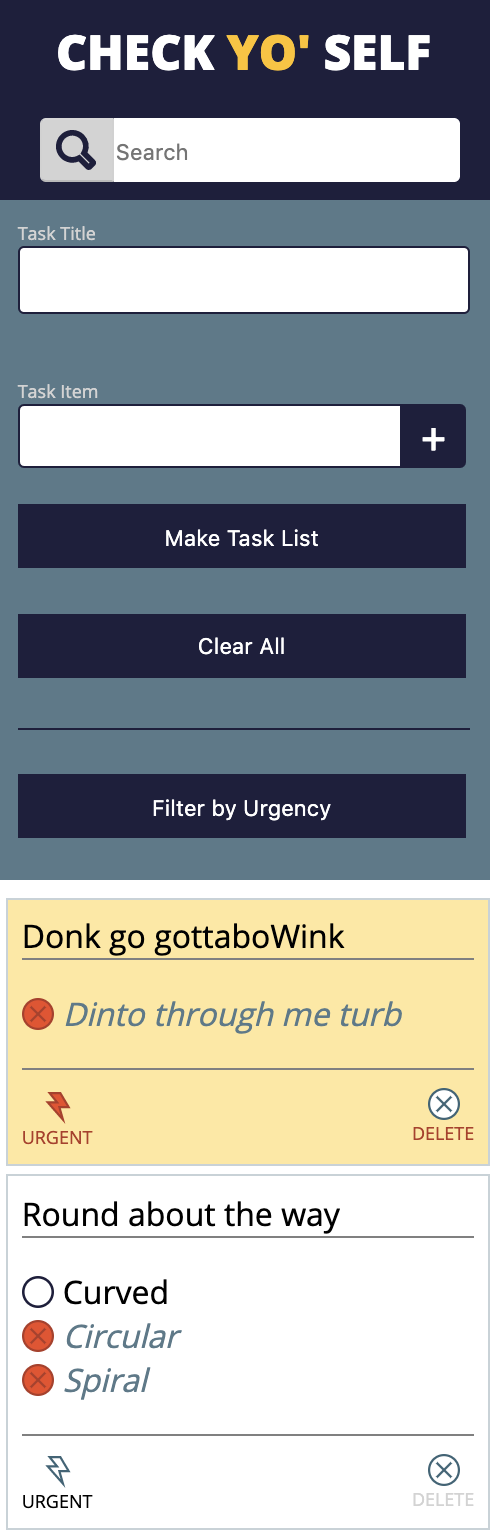 CHECK YO' SELF
Search
Task Title
Task Item
+
Make Task List
Clear All
Filter by Urgency
Donk go gottaboWink
Dinto through me turb
URGENT DELETE
Round about the way
Curved
Circular
Spiral
URGENT DELETE